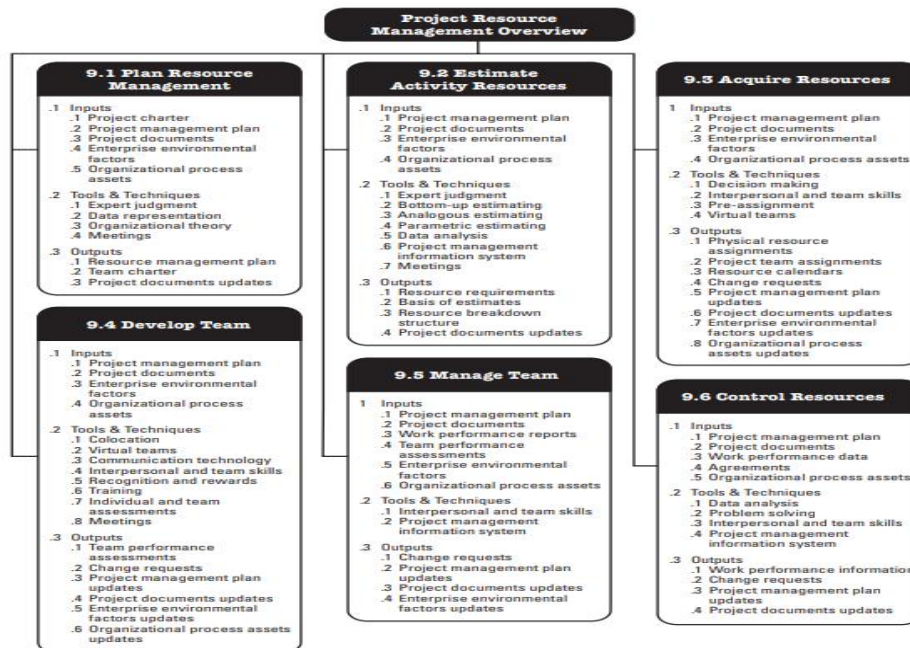 Project Resource
Management Overview
9.1 Plan Resource
Management
.1 Inputs
.1 Project charter
.2 Project management plan
.3 Project documents
.4 Enterprise environmental
factors
.5 Organizational process
assets
.2 Tools & Techniques
.1 Expert judgment
.2 Data representation
.3 Organizational theory
.4 Meetings
.3 Outputs
.1 Resource management plan
.2 Team charter
.3 Project documents updates
9.2 Estimate
Activity Resources
.1 Inputs
.1 Project management plan
.2 Project documents
.3 Enterprise environmental
factors
.4 Organizational process
assets
.2 Tools & Techniques
.1 Expert judgment
.2 Bottom-up estimating
.3 Analogous estimating
.4 Parametric estimating
.5 Data analysis
.6 Project management
information system
.7 Meetings
.3 Outputs
.1 Resource requirements
.2 Basis of estimates
.3 Resource breakdown
structure
.4 Project documents updates
9.3 Acquire Resources
1 Inputs
.1 Project management plan
.2 Project documents
.3 Enterprise environmental
factors
.4 Organizational process assets
.2 Tools & Techniques
.1 Decision making
.2 Interpersonal and team skills
.3 Pre-assignment
.4 Virtual teams
.3 Outputs
.1 Physical resource
assignments
.2 Project team assignments
.3 Resource calendars
.4 Change requests
.5 Project management plan
updates
.6 Project documents updates
.7 Enterprise environmental
factors updates
.8 Organizational process
assets updates
9.4 Develop Team
.1 Inputs
.1 Project management plan
.2 Project documents
.3 Enterprise environmental
factors
.4 Organizational process
assets
.2 Tools & Techniques
.1 Colocation
.2 Virtual teams
.3 Communication technology
.4 Interpersonal and team skills
.5 Recognition and rewards
.6 Training
.7 Individual and team
assessments
.8 Meetings
.3 Outputs
.1 Team performance
assessments
.2 Change requests
.3 Project management plan
updates
.4 Project documents updates
.5 Enterprise environmental
factors updates
.6 Organizational process assets
updates
9.5 Manage Team
1 Inputs
.1 Project management plan
.2 Project documents
.3 Work performance reports
.4 Team performance
assessments
.5 Enterprise environmental
factors
.6 Organizational process assets
.2 Tools & Techniques
.1 Interpersonal and team skills
.2 Project management
information system
.3 Outputs
.1 Change requests
.2 Project management plan
updates
.3 Project documents updates
.4 Enterprise environmental
factors updates
9.6 Control Resources
.1 Inputs
.1 Project management plan
.2 Project documents
.3 Work performance data
.4 Agreements
.5 Organizational process assets
.2 Tools & Techniques
.1 Data analysis
.2 Problem solving
.3 Interpersonal and team skills
.4 Project management
information system
.3 Outputs
.1 Work performance information
.2 Change requests
.3 Project management plan
updates
.4 Project documents updates